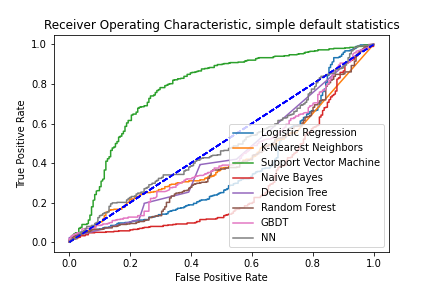 Receiver Operating Characteristic, simple default statistics
1.0
0.8
0.6
0.4
0.2
0.0
True Positive Rate
Logistic Regression
K-Nearest Neighbors
Support Vector Machine
Naive Bayes
Decision Tree
Random Forest
GBDT
NN
0.0 0.2 0.4 0.6 0.8 1.0
False Positive Rate